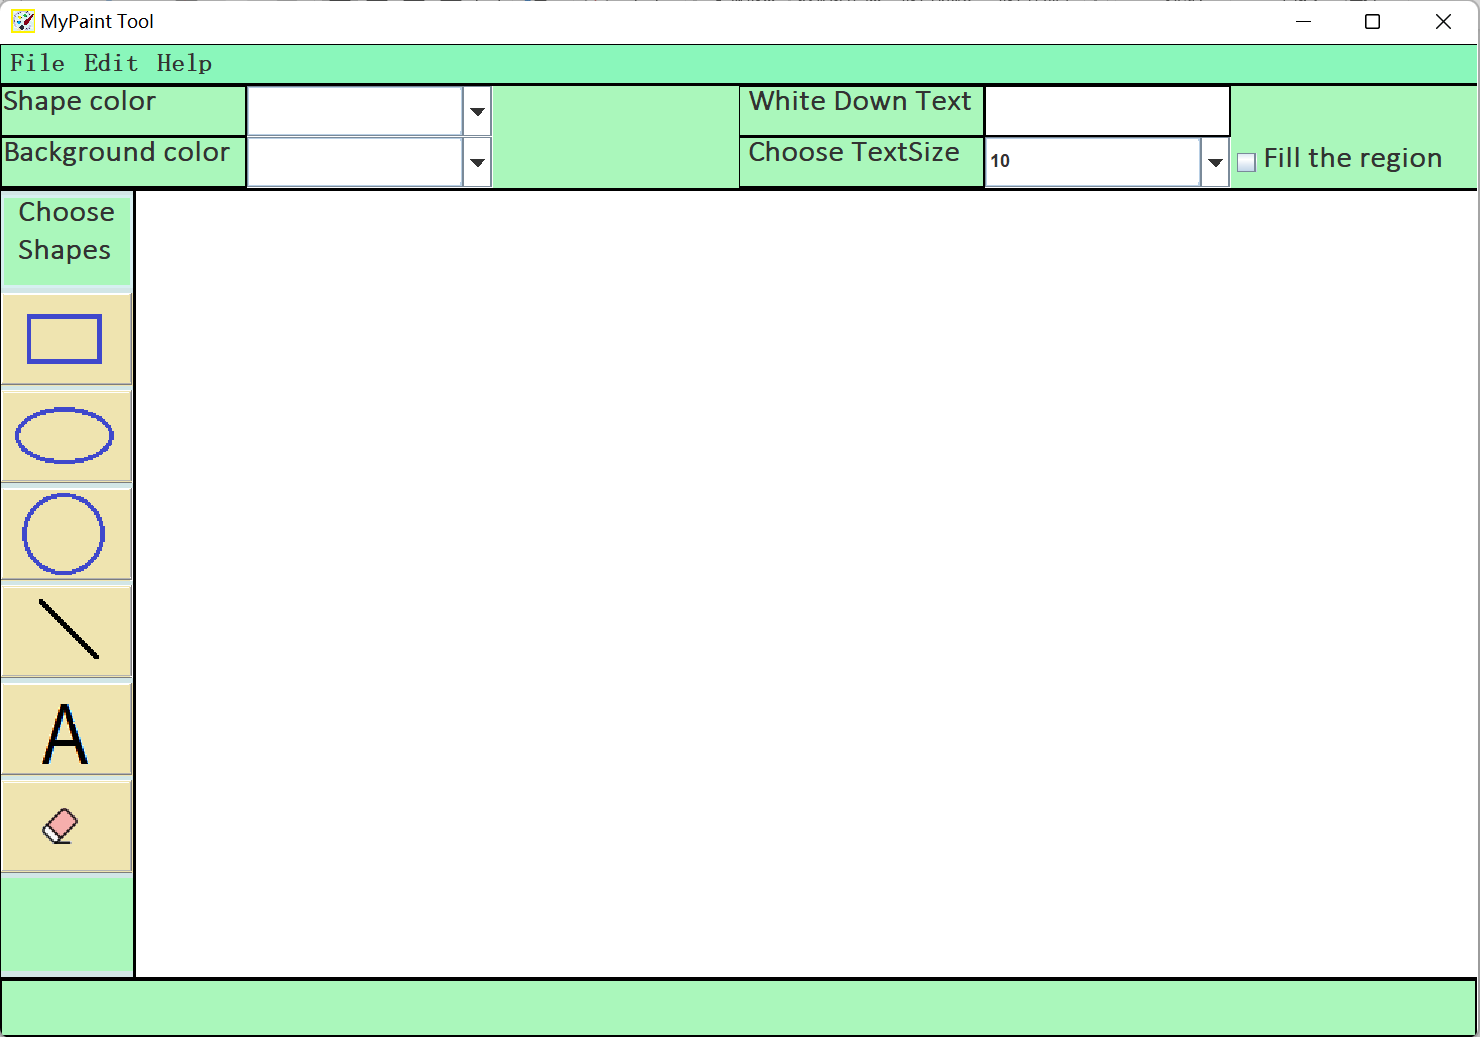 MyPaint Tool
File Edit Help
Shape color
White Down Text
Background color
Choose TextSize
10
Fill the region
Choose
Shapes
A